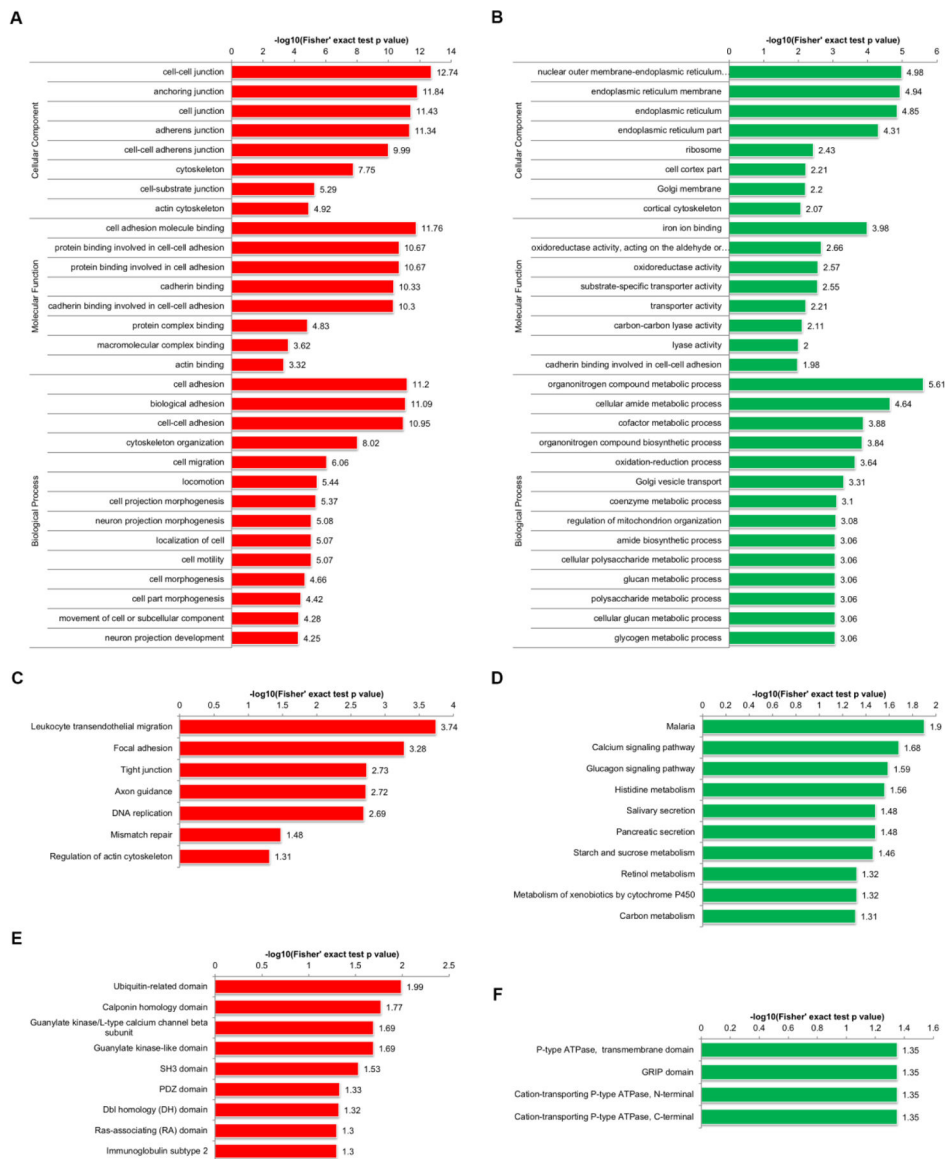 A
-log10(Fisher' exact test p value)
0 2 4 6 8 10 12 14
Cellular Component
cell-cell junction 12.74
anchoring junction 11.84
cell junction 11.43
adherens junction 11.34
cell-cell adherens junction 9.99
cytoskeleton 7.75
cell-substrate junction 5.29
actin cytoskeleton 4.92
Molecular Function
cell adhesion molecule binding 11.76
protein binding involved in cell-cell adhesion 10.67
protein binding involved in cell adhesion 10.67
cadherin binding 10.33
cadherin binding involved in cell-cell adhesion 10.3
protein complex binding 4.83
macromolecular complex binding 3.62
actin binding 3.32
Biological Process
cell adhesion 11.2
biological adhesion 11.09
cell-cell adhesion 10.95
cytoskeleton organization 8.02
cell migration 6.06
locomotion 5.44
cell projection morphogenesis 5.37
neuron projection morphogenesis 5.08
localization of cell 5.07
cell motility 5.07
cell morphogenesis 4.66
cell part morphogenesis 4.42
movement of cell or subcellular component 4.28
neuron projection development 4.25
B
-log10(Fisher' exact test p value)
0 1 2 3 4 5 6
Cellular Component
nuclear outer membrane-endoplasmic reticulum… 4.98
endoplasmic reticulum membrane 4.94
endoplasmic reticulum 4.85
endoplasmic reticulum part 4.31
ribosome 2.43
cell cortex part 2.21
Golgi membrane 2.2
cortical cytoskeleton 2.07
Molecular Function
iron ion binding 3.98
oxidoreductase activity, acting on the aldehyde or… 2.66
oxidoreductase activity 2.57
substrate-specific transporter activity 2.55
transporter activity 2.21
carbon-carbon lyase activity 2.11
lyase activity 2
cadherin binding involved in cell-cell adhesion 1.98
Biological Process
organonitrogen compound metabolic process 5.61
cellular amide metabolic process 4.64
cofactor metabolic process 3.88
organonitrogen compound biosynthetic process 3.84
oxidation-reduction process 3.64
Golgi vesicle transport 3.31
coenzyme metabolic process 3.1
regulation of mitochondrion organization 3.08
amide biosynthetic process 3.06
cellular polysaccharide metabolic process 3.06
glucan metabolic process 3.06
polysaccharide metabolic process 3.06
cellular glucan metabolic process 3.06
glycogen metabolic process 3.06
C
-log10(Fisher' exact test p value)
0 0.5 1 1.5 2 2.5 3 3.5 4
Leukocyte transendothelial migration 3.74
Focal adhesion 3.28
Tight junction 2.73
Axon guidance 2.72
DNA replication 2.69
Mismatch repair 1.48
Regulation of actin cytoskeleton 1.31
D
-log10(Fisher' exact test p value)
0 0.2 0.4 0.6 0.8 1 1.2 1.4 1.6 1.8 2
Malaria 1.9
Calcium signaling pathway 1.68
Glucagon signaling pathway 1.59
Histidine metabolism 1.56
Salivary secretion 1.48
Pancreatic secretion 1.48
Starch and sucrose metabolism 1.46
Retinol metabolism 1.32
Metabolism of xenobiotics by cytochrome P450 1.32
Carbon metabolism 1.31
E
-log10(Fisher' exact test p value)
0 0.5 1 1.5 2 2.5
Ubiquitin-related domain 1.99
Calponin homology domain 1.77
Guanylate kinase/L-type calcium channel beta
subunit 1.69
Guanylate kinase-like domain 1.69
SH3 domain 1.53
PDZ domain 1.33
Dbl homology (DH) domain 1.32
Ras-associating (RA) domain 1.3
Immunoglobulin subtype 2 1.3
F
-log10(Fisher' exact test p value)
0 0.2 0.4 0.6 0.8 1 1.2 1.4 1.6
P-type ATPase, transmembrane domain 1.35
GRIP domain 1.35
Cation-transporting P-type ATPase, N-terminal 1.35
Cation-transporting P-type ATPase, C-terminal 1.35